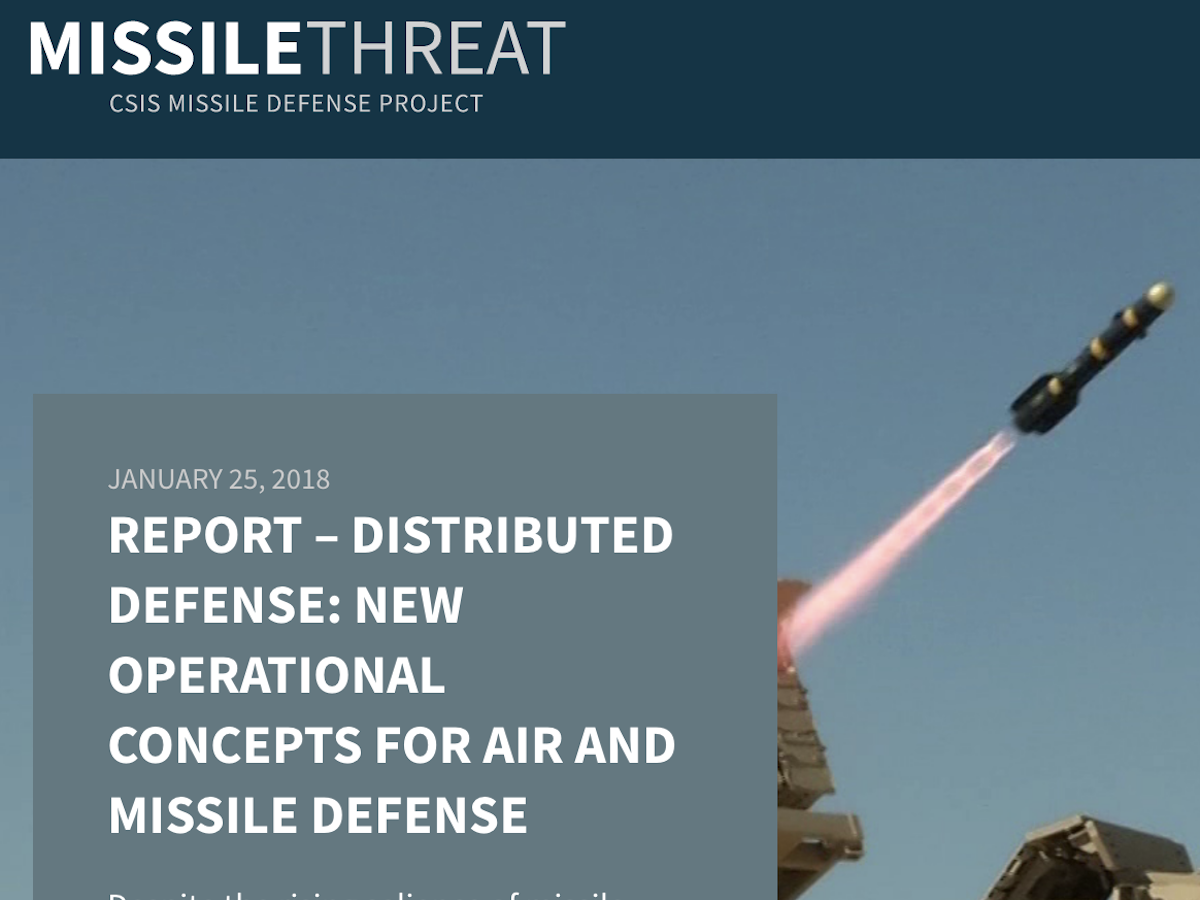 MISSILETHREAT
CSIS MISSILE DEFENSE PROJECT
JANUARY 25, 2018
REPORT – DISTRIBUTED
DEFENSE: NEW
OPERATIONAL
CONCEPTS FOR AIR AND
MISSILE DEFENSE